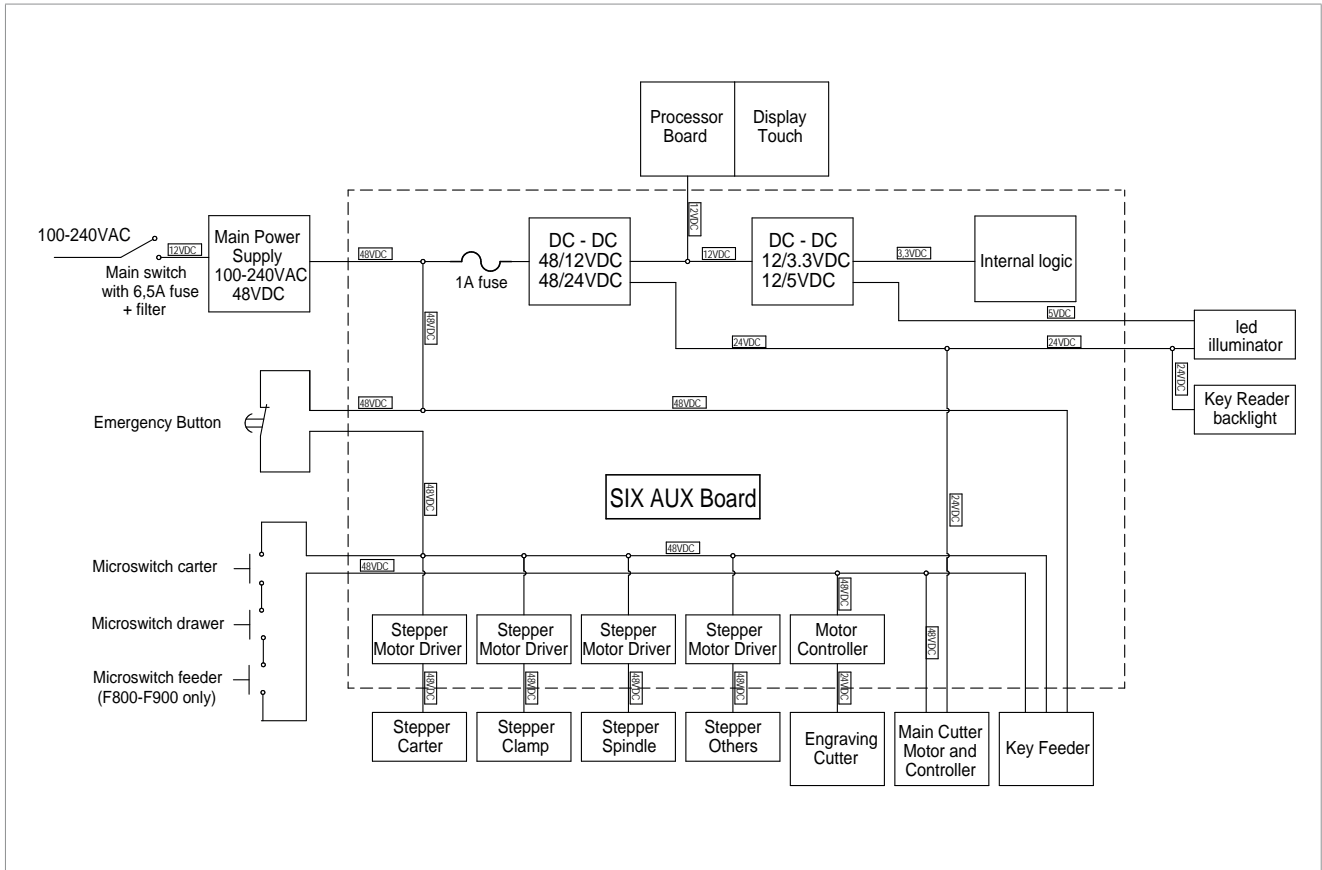 Processor
Board
Display
Touch
100-240VAC
12VDC
Main switch
with 6,5A fuse
+ filter
Main Power
Supply
100-240VAC
48VDC
48VDC
1A fuse
DC - DC
48/12VDC
48/24VDC
12VDC
12VDC
DC - DC
12/3.3VDC
12/5VDC
3,3VDC
Internal logic
5VDC
led
illuminator
24VDC
24VDC
24VDC
Key Reader
backlight
48VDC
Emergency Button
48VDC
48VDC
48VDC
SIX AUX Board
24VDC
Microswitch carter
Microswitch drawer
Microswitch feeder
(F800-F900 only)
48VDC
48VDC
48VDC
48VDC
Stepper
Motor Driver
Stepper
Motor Driver
Stepper
Motor Driver
Stepper
Motor Driver
Motor
Controller
48VDC
48VDC
48VDC
48VDC
24VDC
Stepper
Carter
Stepper
Clamp
Stepper
Spindle
Stepper
Others
Engraving
Cutter
Main Cutter
Motor and
Controller
Key Feeder